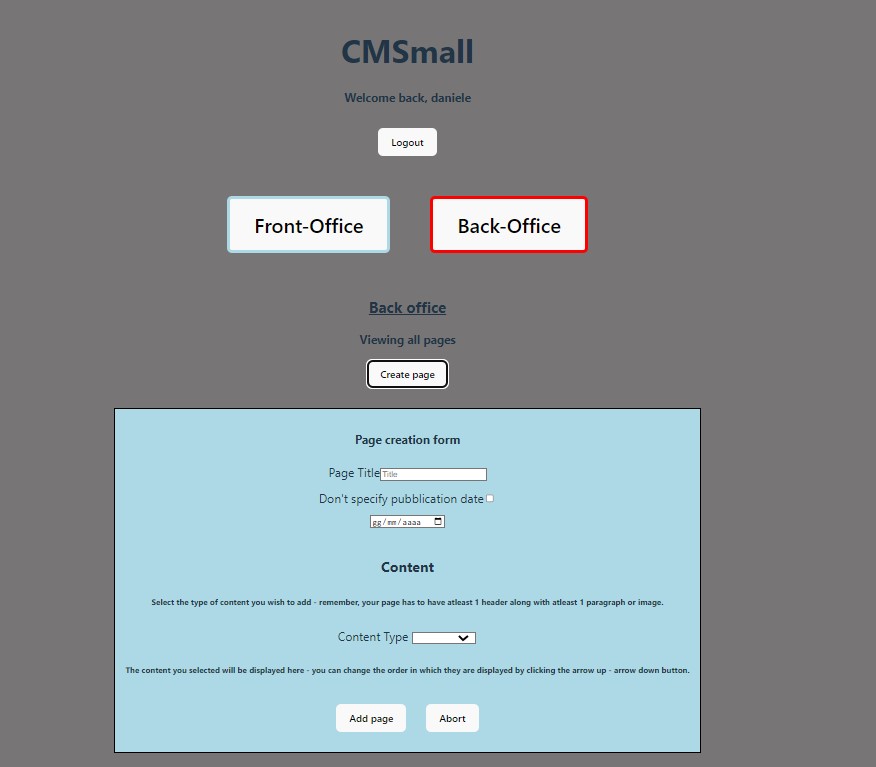 CMSmall
Welcome back, daniele
Logout
Front-Office Back-Office
Back office
Viewing all pages
Create page
Page creation form
Page Title Title
Don't specify pubblication date
gg/mm/aaaa
Content
Select the type of content you wish to add - remember, your page has to have atleast 1 header along with atleast 1 paragraph or image.
Content Type
The content you selected will be displayed here - you can change the order in which they are displayed by clicking the arrow up - arrow down button.
Add page Abort